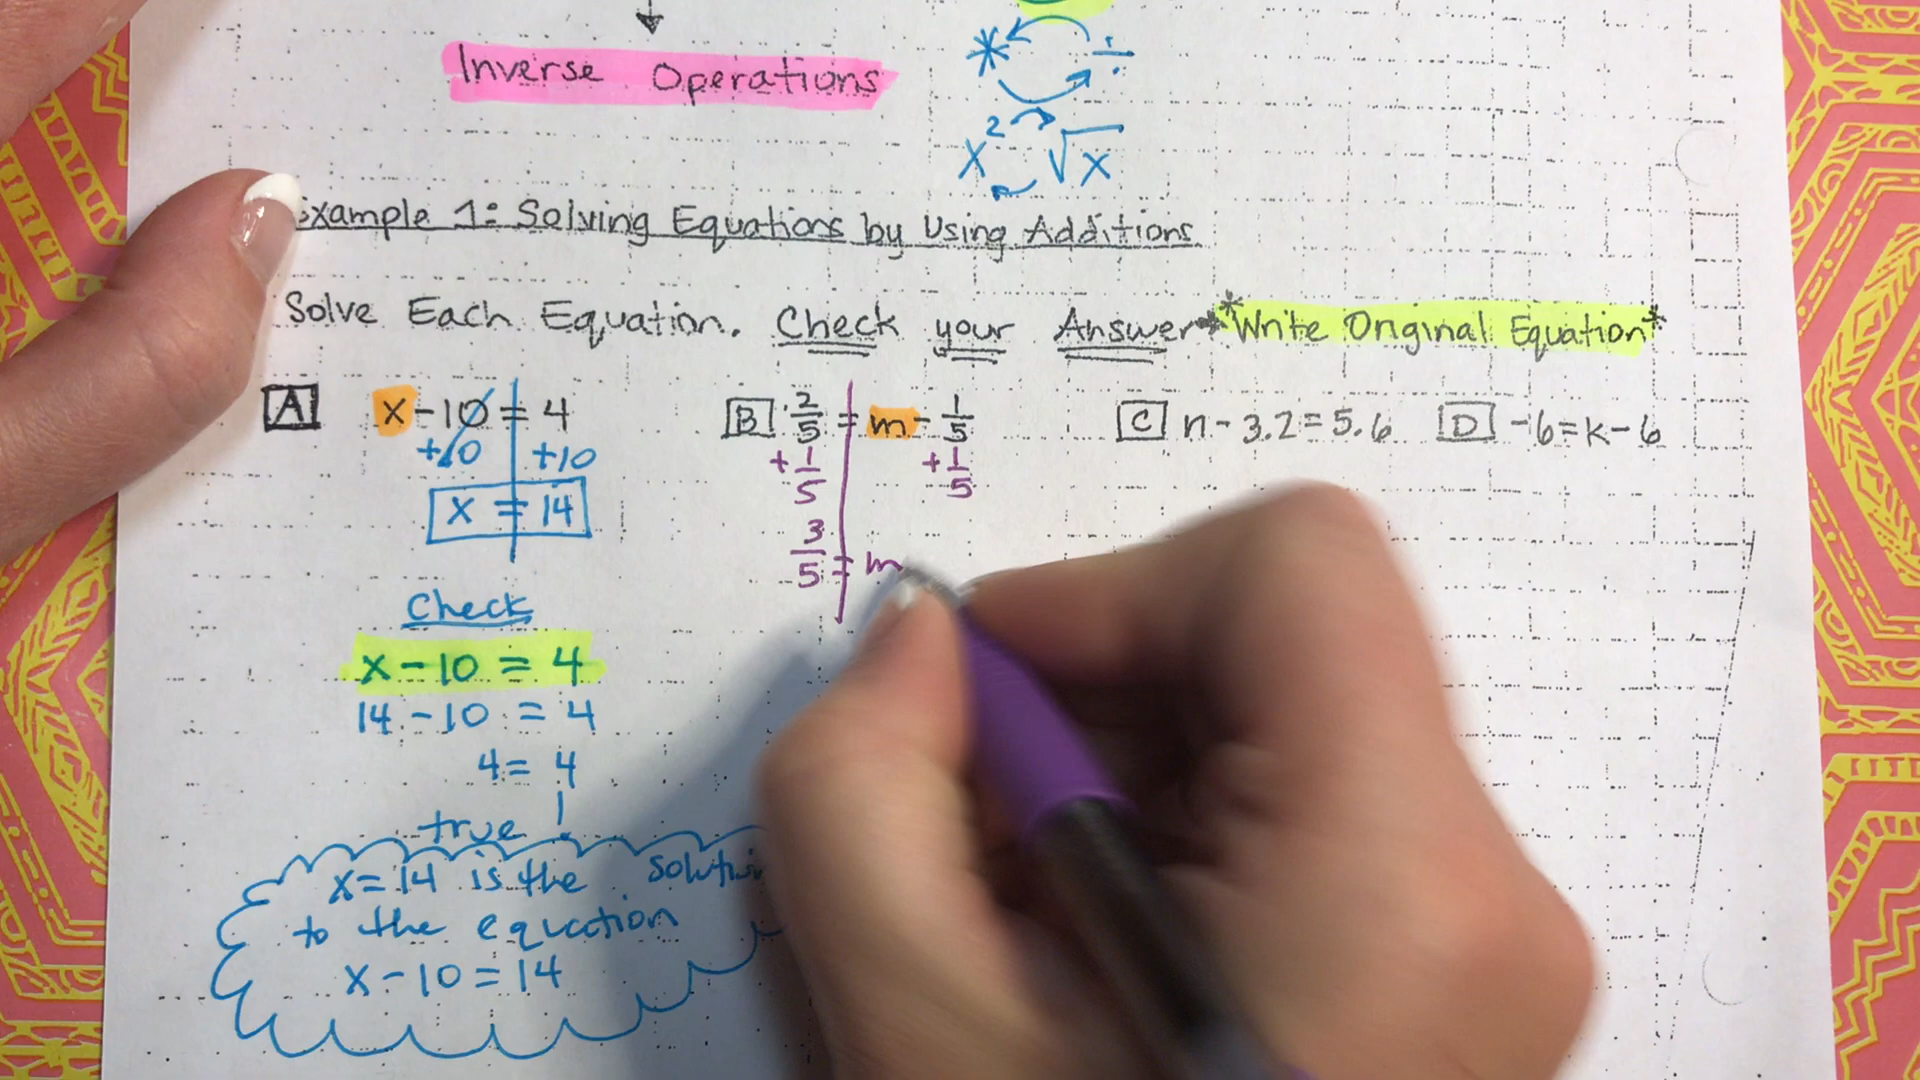 Inverse Operations
* ÷
x² √x
Example 1: Solving Equations by Using Additions
Solve Each Equation. Check your Answer *Write Original Equation*
A x - 10 = 4
+10 +10
x = 14
Check
x - 10 = 4
14 - 10 = 4
4 = 4
true
x = 14 is the
to the equation
x - 10 = 14
B 2/5 = m - 1/5
+ 1/5 + 1/5
3/5 = m
C n - 3.2 = 5.6
D -6 = k - 6